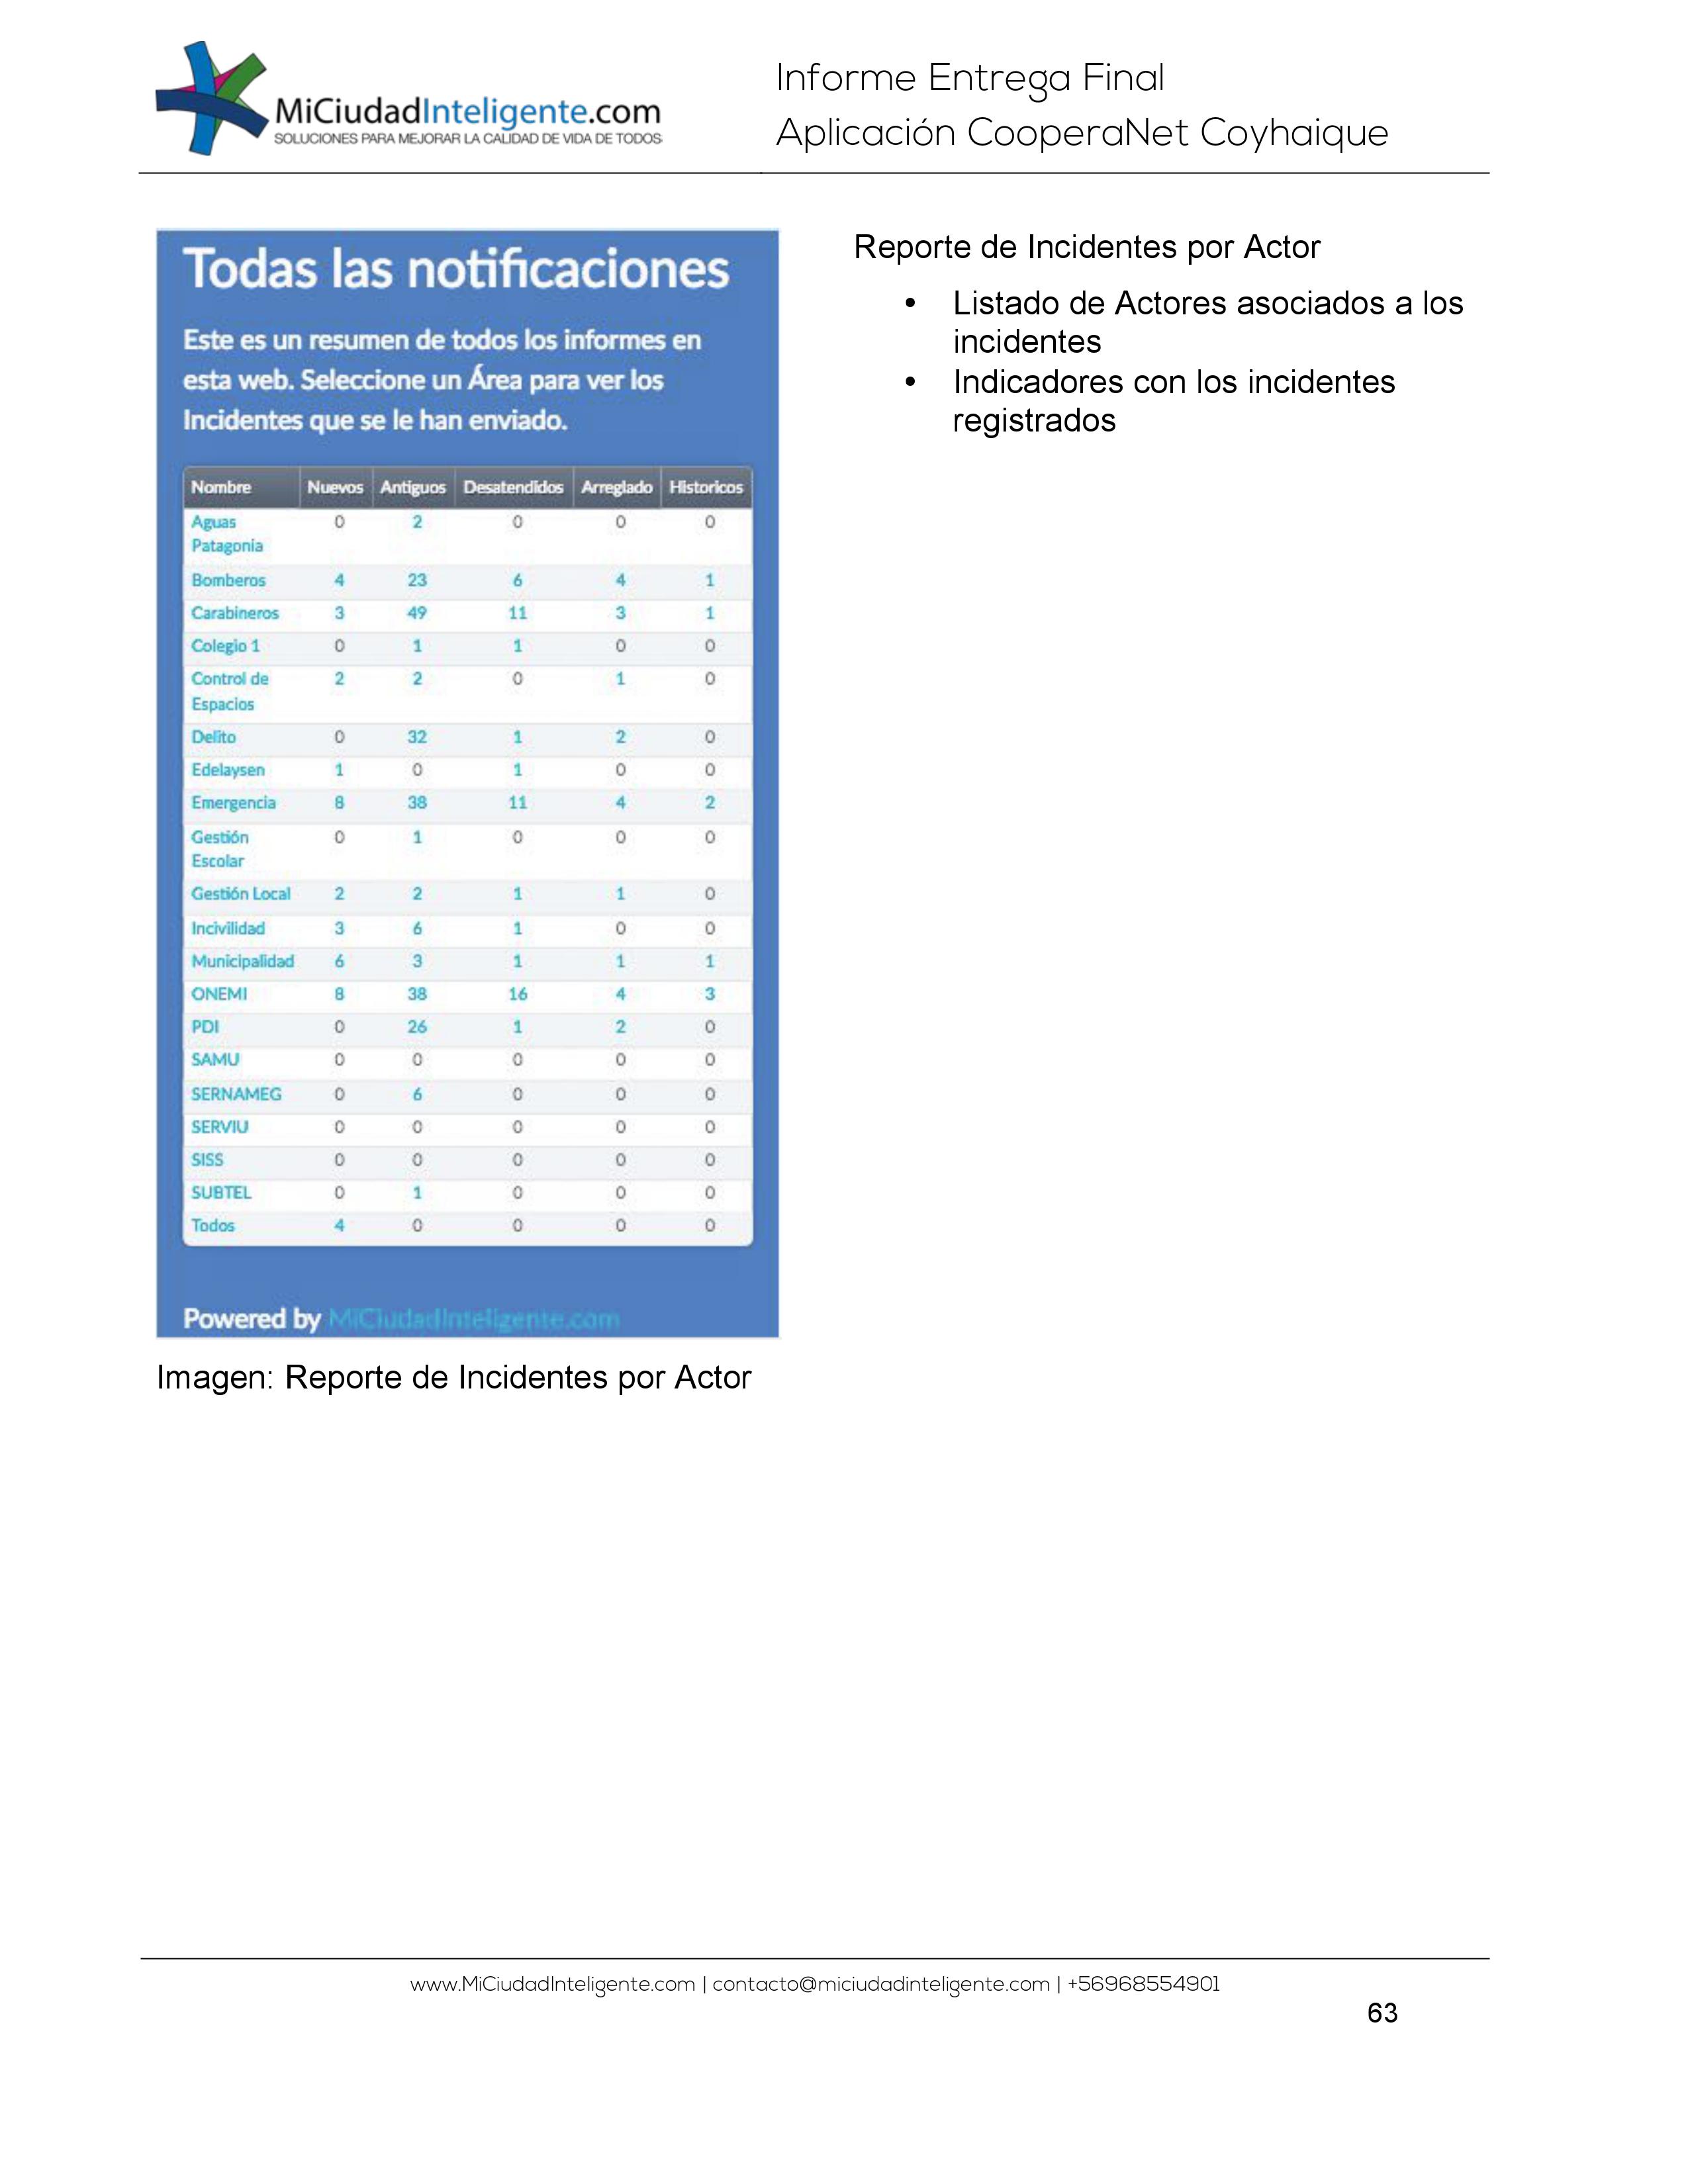 MiCiudadInteligente.com
SOLUCIONES PARA MEJORAR LA CALIDAD DE VIDA DE TODOS
Informe Entrega Final
Aplicación CooperaNet Coyhaique
Todas las notificaciones
Este es un resumen de todos los informes en
esta web. Seleccione un Área para ver los
Incidentes que se le han enviado.
Nombre Nuevos Antiguos Desatendidos Arreglado Historicos
Aguas Patagonia 0 2 0 0 0
Bomberos 4 23 6 4 1
Carabineros 3 49 11 3 1
Colegio 1 0 1 1 0 0
Control de Espacios 2 2 0 1 0
Delito 0 32 1 2 0
Edelaysen 1 0 1 0 0
Emergencia 8 38 11 4 2
Gestión Escolar 0 1 0 0 0
Gestión Local 2 2 1 1 0
Incivilidad 3 6 1 0 0
Municipalidad 6 3 1 1 1
ONEMI 8 38 16 4 3
PDI 0 26 1 2 0
SAMU 0 0 0 0 0
SERNAMEG 0 6 0 0 0
SERVIU 0 0 0 0 0
SISS 0 0 0 0 0
SUBTEL 0 1 0 0 0
Todos 4 0 0 0 0
Powered by MiCiudadInteligente.com
Imagen: Reporte de Incidentes por Actor
Reporte de Incidentes por Actor
• Listado de Actores asociados a los
incidentes
• Indicadores con los incidentes
registrados
www.MiCiudadInteligente.com | contacto@miciudadinteligente.com | +56968554901
63